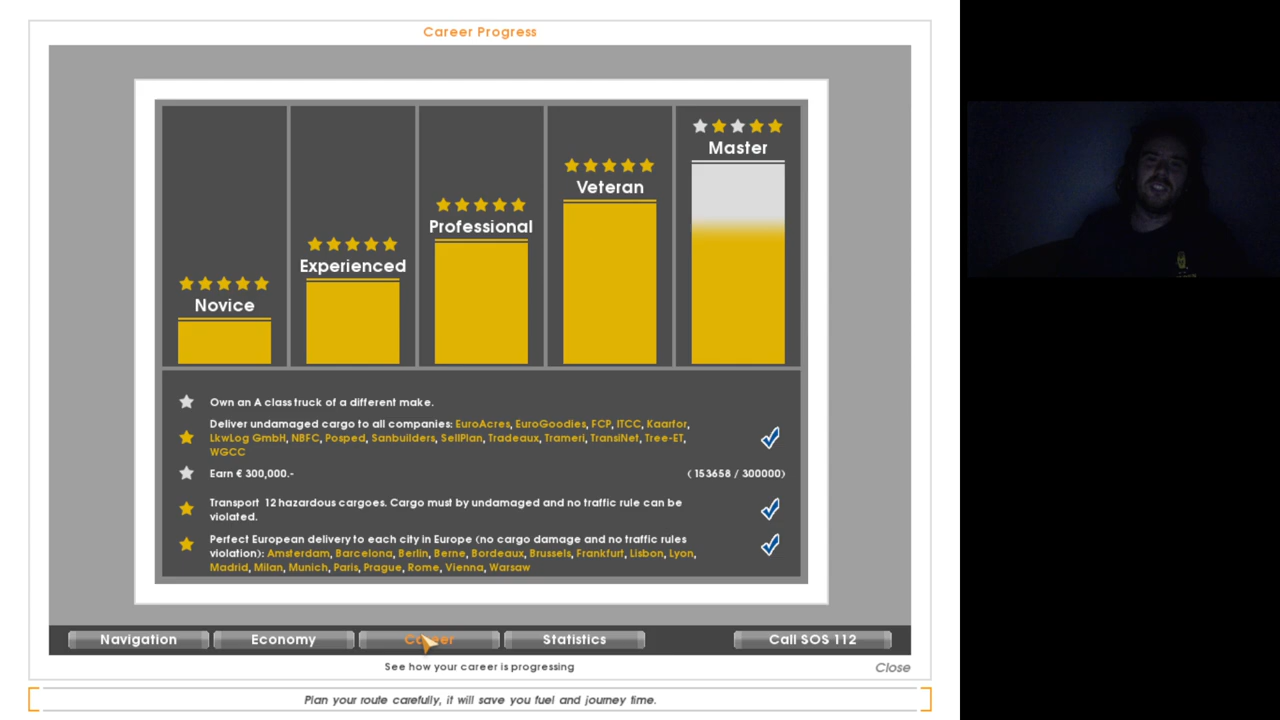 Career Progress
Master
Veteran
Professional
Experienced
Novice
Own an A class truck of a different make.
Deliver undamaged cargo to all companies: EuroAcres, EuroGoodies, FCP, ITCC, Kaarfor,
LkwLog GmbH, NBFC, Posped, Sanbuilders, SellPlan, Tradeaux, Trameri, TransiNet, Tree-ET,
WGCC
Earn € 300,000.- ( 153658 / 300000)
Transport 12 hazardous cargoes. Cargo must by undamaged and no traffic rule can be
violated.
Perfect European delivery to each city in Europe (no cargo damage and no traffic rules
violation): Amsterdam, Barcelona, Berlin, Berne, Bordeaux, Brussels, Frankfurt, Lisbon, Lyon,
Madrid, Milan, Munich, Paris, Prague, Rome, Vienna, Warsaw
Navigation Economy Career Statistics Call SOS 112
See how your career is progressing Close
Plan your route carefully, it will save you fuel and journey time.